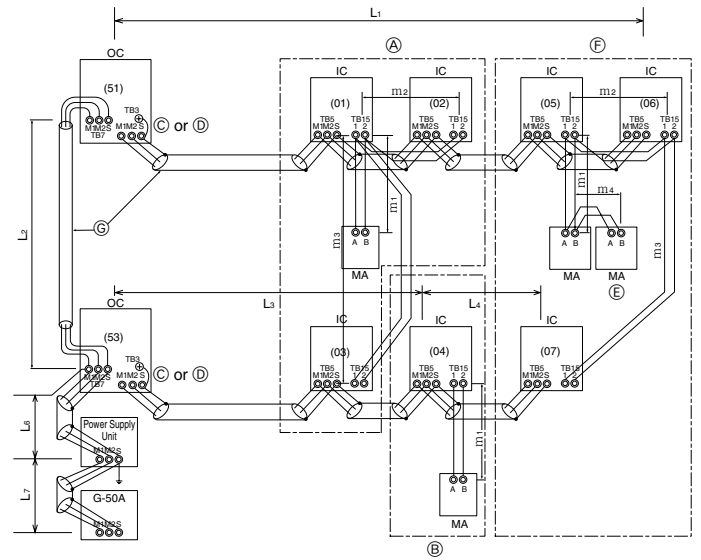 L1
OC
(51)
TB3
M1M2S
TB7
M1M2S
Ⓒ or Ⓓ
Ⓐ
IC
(01)
TB5
M1M2S
TB15
1 2
m2
IC
(02)
TB5
M1M2S
TB15
1 2
Ⓕ
IC
(05)
TB5
M1M2S
TB15
1 2
m2
IC
(06)
TB5
M1M2S
TB15
1 2
L2
Ⓖ
m3
m1
A B
MA
m1
m4
A B
MA
A B
MA
Ⓔ
m3
L3
L4
OC
(53)
TB3
M1M2S
TB7
M1M2S
Ⓒ or Ⓓ
IC
(03)
TB5
M1M2S
TB15
1 2
IC
(04)
TB5
M1M2S
TB15
1 2
IC
(07)
TB5
M1M2S
TB15
1 2
L6
Power Supply
Unit
M1M2S
L7
G-50A
M1M2S
m1
A B
MA
Ⓑ